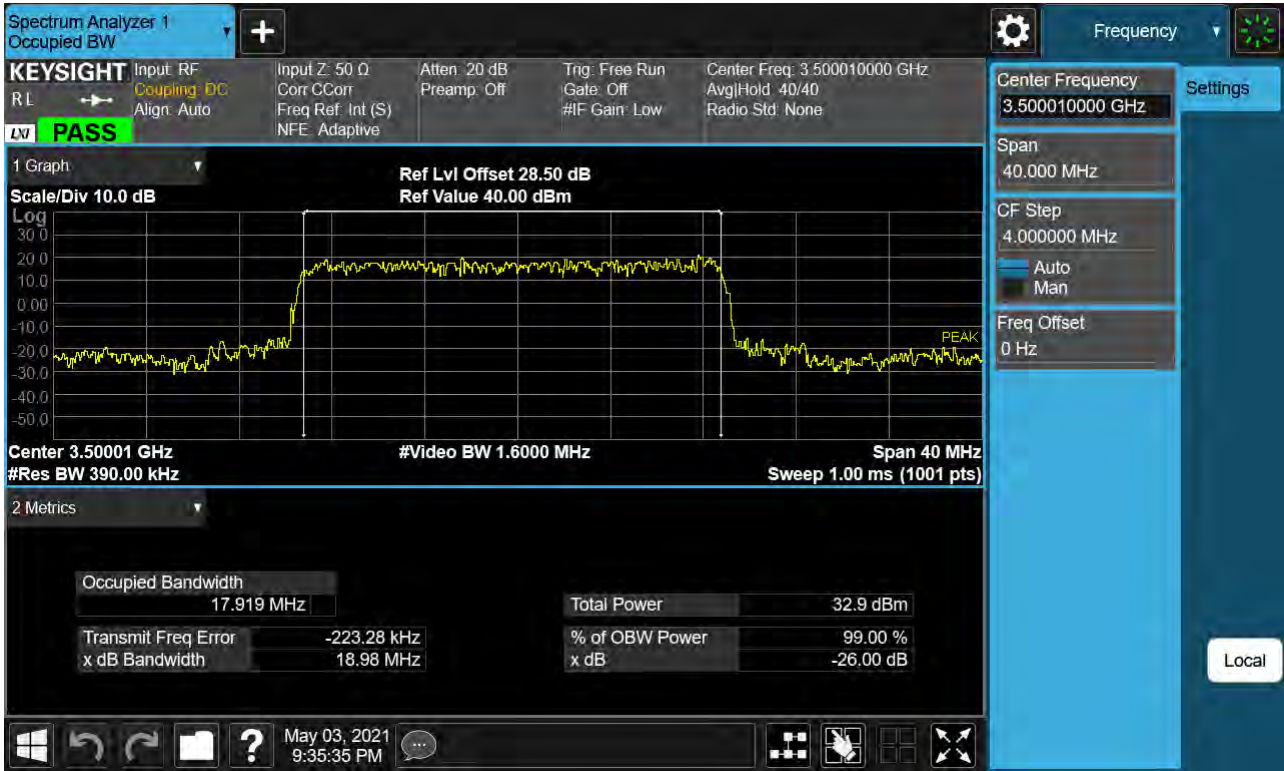 Spectrum Analyzer 1
Occupied BW
+
Frequency
KEYSIGHT
RL
LXI PASS
Input: RF
Coupling: DC
Align: Auto
Input Z: 50 Ω
Corr CCorr
Freq Ref: Int (S)
NFE: Adaptive
Atten: 20 dB
Preamp: Off
Trig: Free Run
Gate: Off
#IF Gain: Low
Center Freq: 3.500010000 GHz
Avg|Hold: 40/40
Radio Std: None
Center Frequency
3.500010000 GHz
Settings
Span
40.000 MHz
CF Step
4.000000 MHz
Auto
Man
Freq Offset
0 Hz
1 Graph
Scale/Div 10.0 dB
Ref Lvl Offset 28.50 dB
Ref Value 40.00 dBm
Log
30.0
20.0
10.0
0.00
-10.0
-20.0
-30.0
-40.0
-50.0
PEAK
Center 3.50001 GHz
#Res BW 390.00 kHz
#Video BW 1.6000 MHz
Span 40 MHz
Sweep 1.00 ms (1001 pts)
2 Metrics
Occupied Bandwidth
17.919 MHz
Total Power 32.9 dBm
Transmit Freq Error -223.28 kHz
% of OBW Power 99.00 %
x dB Bandwidth 18.98 MHz
x dB -26.00 dB
Local
?
May 03, 2021
9:35:35 PM